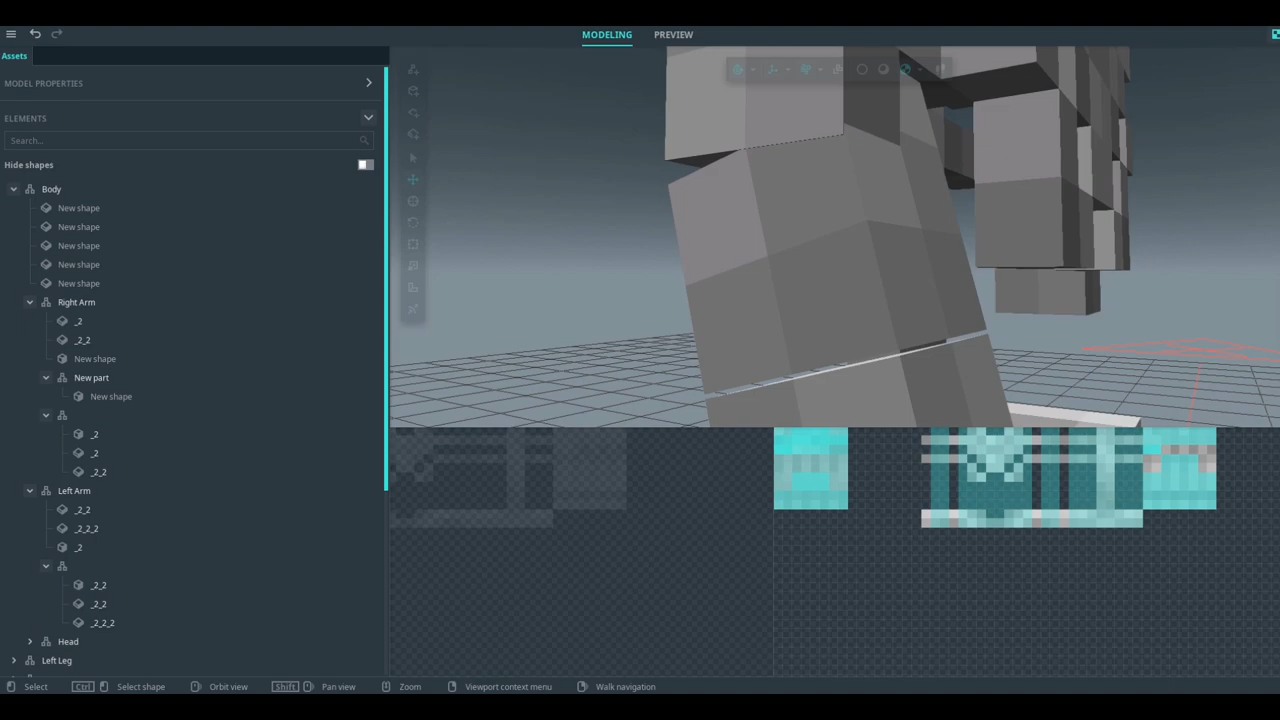 MODELING PREVIEW
Assets
MODEL PROPERTIES
ELEMENTS
Search...
Hide shapes
Body
New shape
New shape
New shape
New shape
New shape
Right Arm
_2
_2_2
New shape
New part
New shape
_2
_2
_2_2
Left Arm
_2_2
_2_2_2
_2
_2_2
_2_2
_2_2_2
Head
Left Leg
Select Ctrl Select shape Orbit view Shift Pan view Zoom Viewport context menu Walk navigation